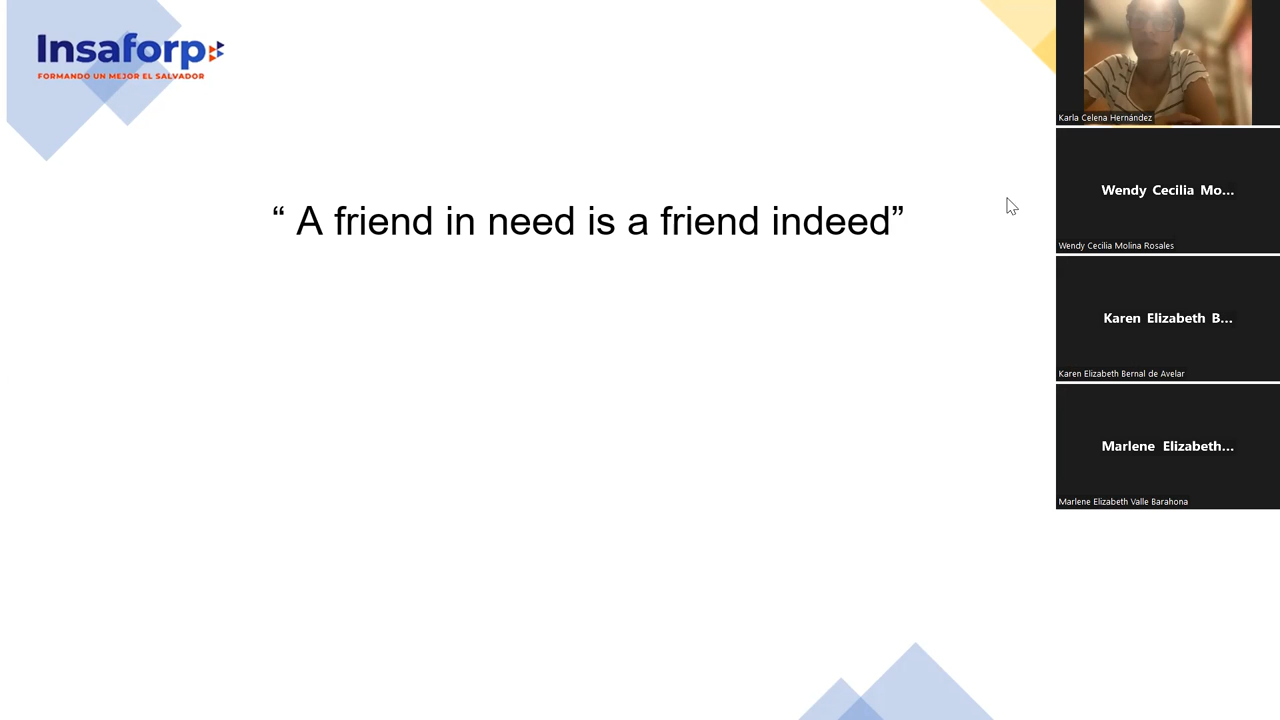 Insaforp
FORMANDO UN MEJOR EL SALVADOR
“ A friend in need is a friend indeed”
Karla Celena Hernández
Wendy Cecilia Mo...
Wendy Cecilia Molina Rosales
Karen Elizabeth B...
Karen Elizabeth Bernal de Avelar
Marlene Elizabeth...
Marlene Elizabeth Valle Barahona